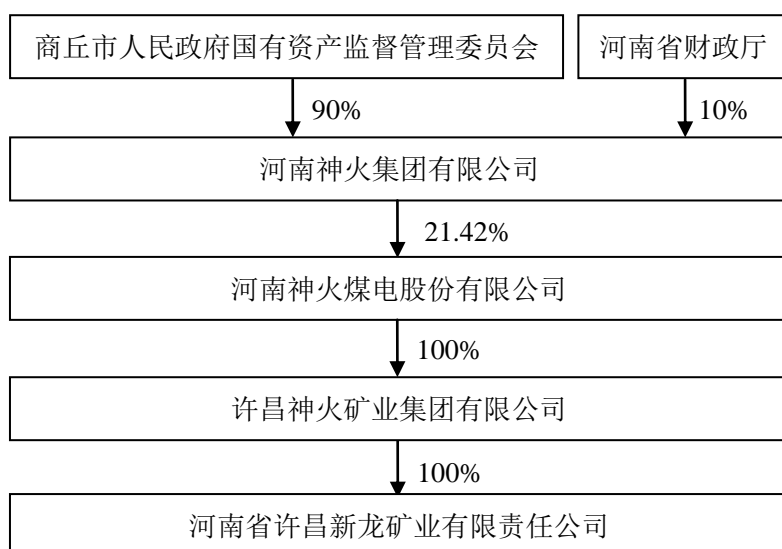 商丘市人民政府国有资产监督管理委员会
河南省财政厅
90%
10%
河南神火集团有限公司
21.42%
河南神火煤电股份有限公司
100%
许昌神火矿业集团有限公司
100%
河南省许昌新龙矿业有限责任公司